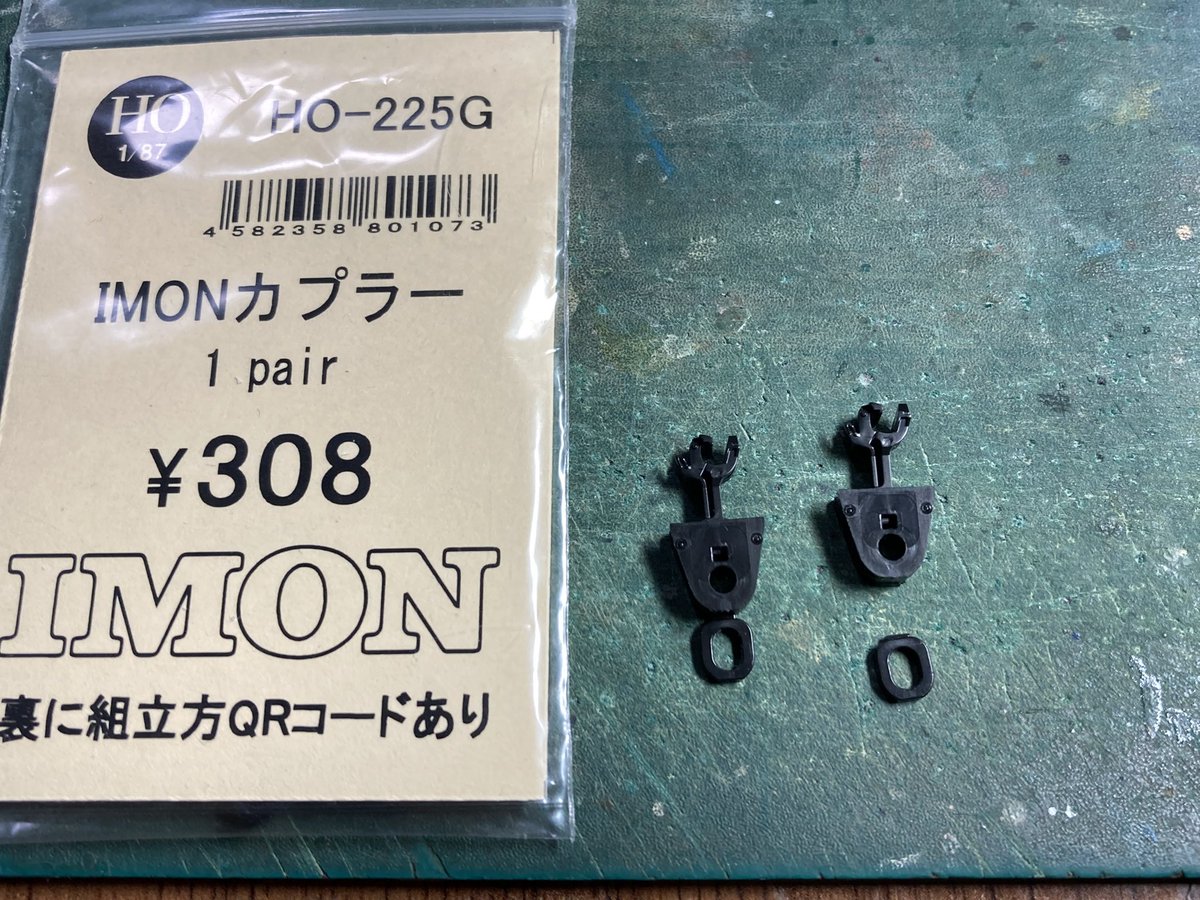 HO
1/87
HO-225G
4 582358 801073
IMONカプラー
1 pair
¥308
IMON
裏に組立方QRコードあり